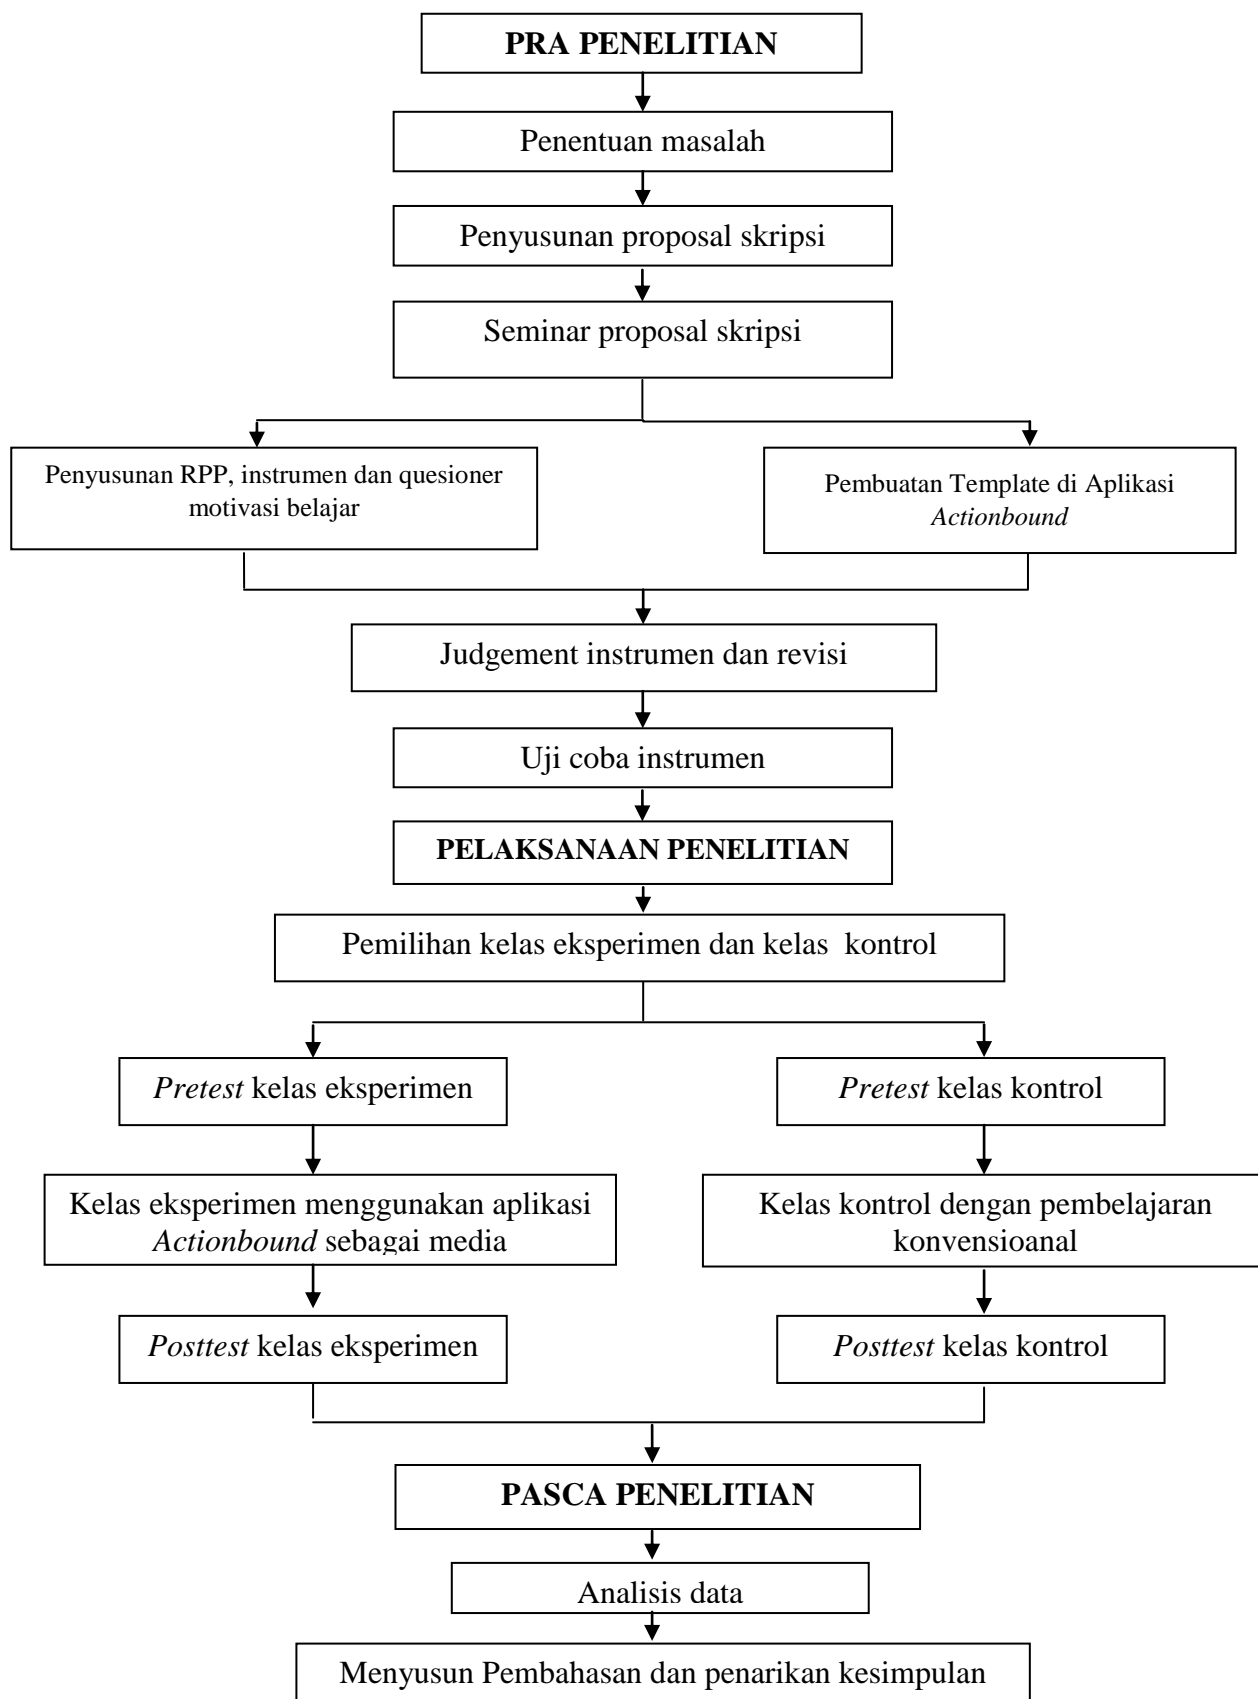 PRA PENELITIAN
Penentuan masalah
Penyusunan proposal skripsi
Seminar proposal skripsi
Penyusunan RPP, instrumen dan quesioner
motivasi belajar
Pembuatan Template di Aplikasi
Actionbound
Judgement instrumen dan revisi
Uji coba instrumen
PELAKSANAAN PENELITIAN
Pemilihan kelas eksperimen dan kelas kontrol
Pretest kelas eksperimen
Pretest kelas kontrol
Kelas eksperimen menggunakan aplikasi
Actionbound sebagai media
Kelas kontrol dengan pembelajaran
konvensioanal
Posttest kelas eksperimen
Posttest kelas kontrol
PASCA PENELITIAN
Analisis data
Menyusun Pembahasan dan penarikan kesimpulan